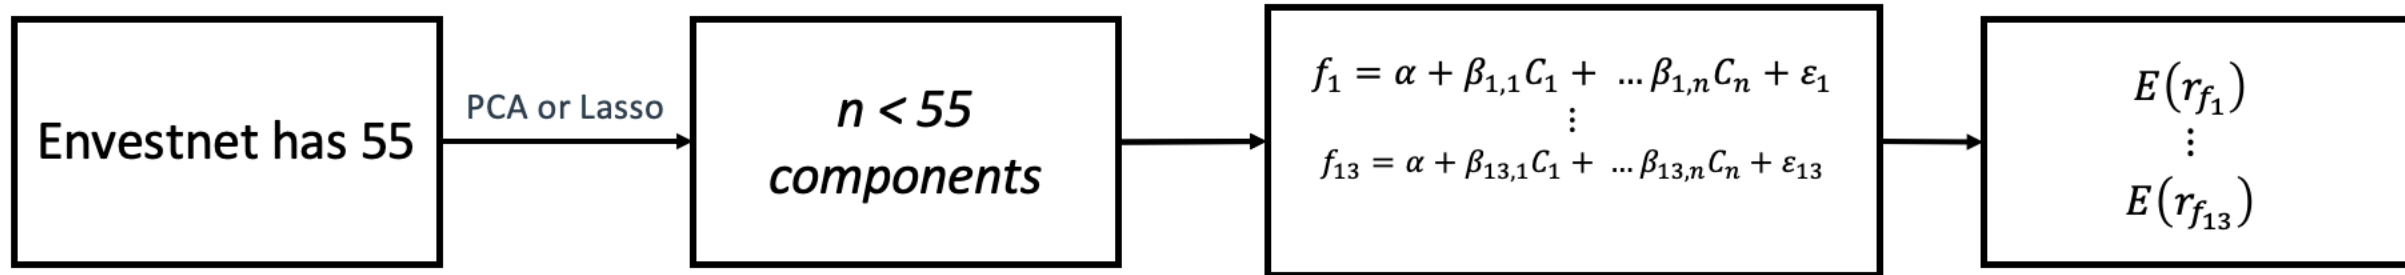 Envestnet has 55
PCA or Lasso
n < 55
components
f₁ = α + β₁,₁C₁ + ...β₁,ₙCₙ + ε₁
⋮
f₁₃ = α + β₁₃,₁C₁ + ...β₁₃,ₙCₙ + ε₁₃
E(r_f₁)
⋮
E(r_f₁₃)